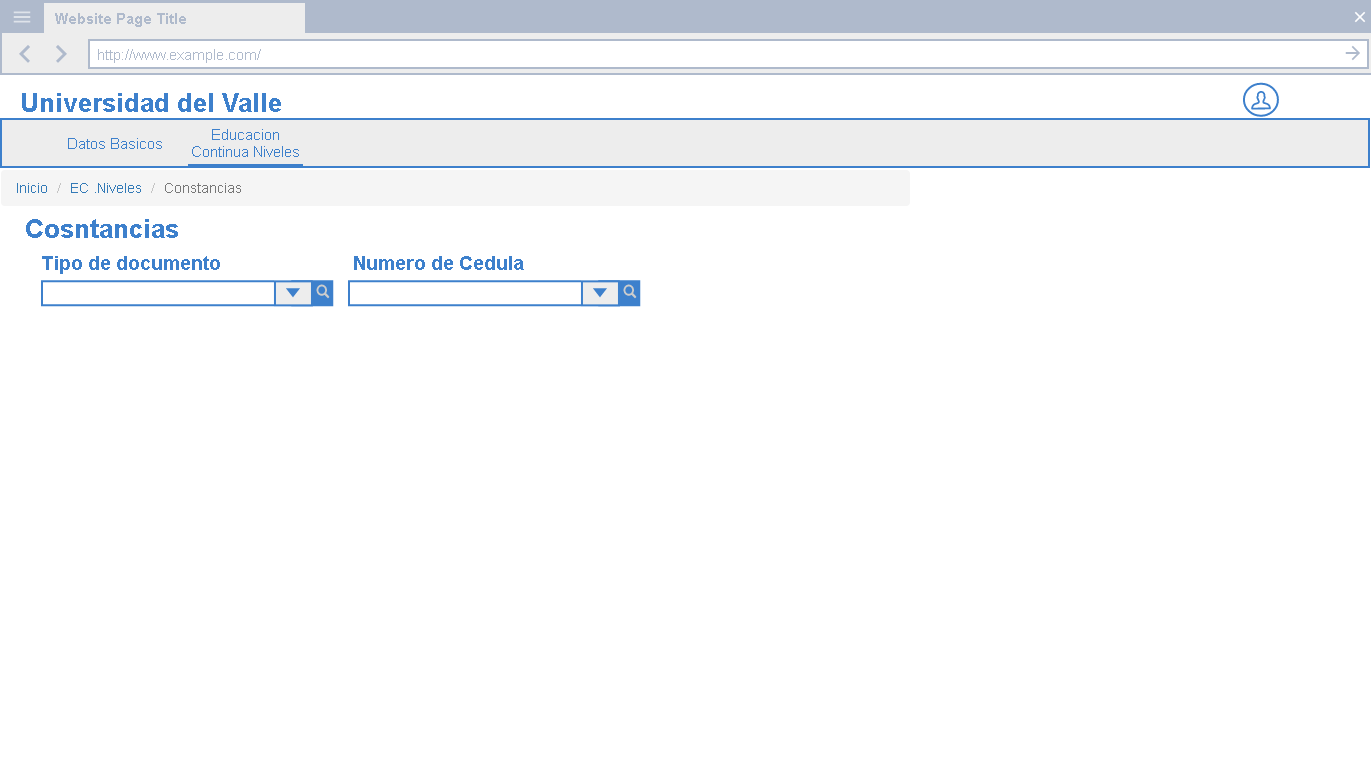 Website Page Title
http://www.example.com/
Universidad del Valle
Datos Basicos
Educacion
Continua Niveles
Inicio / EC .Niveles / Constancias
Cosntancias
Tipo de documento
Numero de Cedula